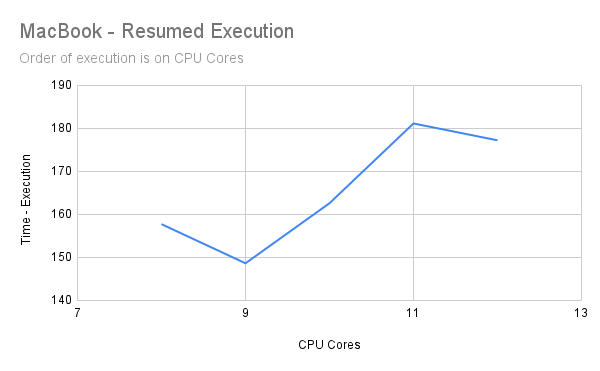 MacBook - Resumed Execution
Order of execution is on CPU Cores
190
180
170
160
150
140
Time - Execution
7
9
11
13
CPU Cores